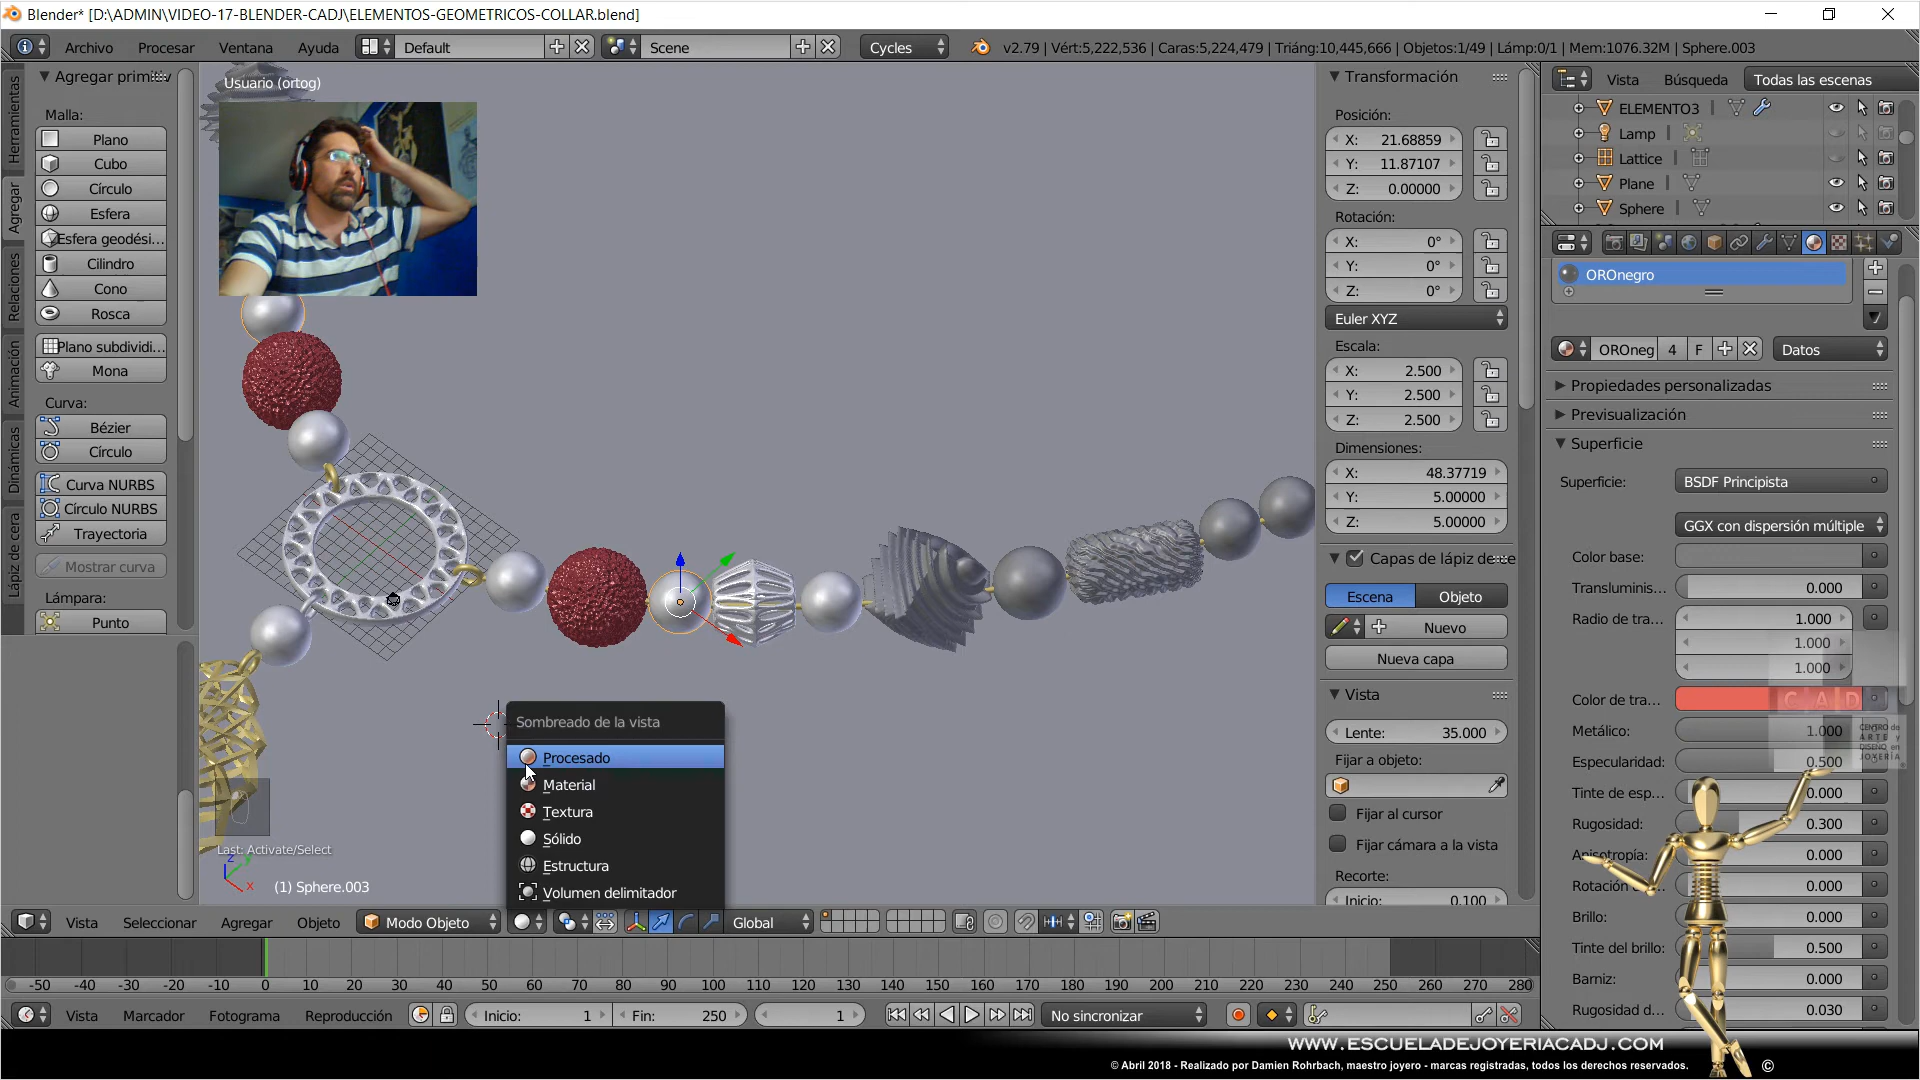 Blender* [D:\ADMIN\VIDEO-17-BLENDER-CADJ\ELEMENTOS-GEOMETRICOS-COLLAR.blend]
Archivo Procesar Ventana Ayuda Default Scene Cycles v2.79 | Vért:5,222,536 | Caras:5,224,479 | Triáng:10,445,666 | Objetos:1/49 | Lámp:0/1 | Mem:1076.32M | Sphere.003
Herramientas
Agregar
Relaciones
Animación
Dinámicas
Lápiz de cera
Malla:
Plano
Cubo
Círculo
Esfera
Esfera geodési...
Cilindro
Cono
Rosca
Plano subdividi...
Mona
Curva:
Bézier
Círculo
Curva NURBS
Círculo NURBS
Trayectoria
Mostrar curva
Lámpara:
Punto
Usuario (ortog)
Last: Activate/Select
z y x
(1) Sphere.003
Sombreado de la vista
Procesado
Material
Textura
Sólido
Estructura
Volumen delimitador
Transformación
Posición:
X: 21.68859
Y: 11.87107
Z: 0.00000
Rotación:
X: 0°
Y: 0°
Z: 0°
Euler XYZ
Escala:
X: 2.500
Y: 2.500
Z: 2.500
Dimensiones:
X: 48.37719
Y: 5.00000
Z: 5.00000
Capas de lápiz de
Escena Objeto
Nuevo
Nueva capa
Vista
Lente: 35.000
Fijar a objeto:
Fijar al cursor
Fijar cámara a la vista
Recorte:
Inicio: 0.100
Vista Búsqueda Todas las escenas
ELEMENTO3
Lamp
Lattice
Plane
Sphere
OROnegro
OROneg 4 F Datos
Propiedades personalizadas
Previsualización
Superficie
Superficie: BSDF Principista
GGX con dispersión múltiple
Color base:
Transluminis... 0.000
Radio de tra... 1.000
1.000
1.000
Color de tra... CAD
Metálico: 1.000
CENTRO de
ARTE y
DISEÑO en
JOYERÍA
Especularidad: 0.500
Tinte de esp... 0.000
Rugosidad: 0.300
Anisotropía: 0.000
Rotación 0.000
Brillo: 0.000
Tinte del brillo: 0.500
Barniz: 0.000
Rugosidad d... 0.030
Vista Seleccionar Agregar Objeto Modo Objeto Global
-50 -40 -30 -20 -10 0 10 20 30 40 50 60 70 80 90 100 110 120 130 140 150 160 170 180 190 200 210 220 230 240 250 260 270 280
Vista Marcador Fotograma Reproducción Inicio: 1 Fin: 250 1 No sincronizar
WWW.ESCUELADEJOYERIACADJ.COM
© Abril 2018 - Realizado por Damien Rohrbach, maestro joyero - marcas registradas, todos los derechos reservados. ©